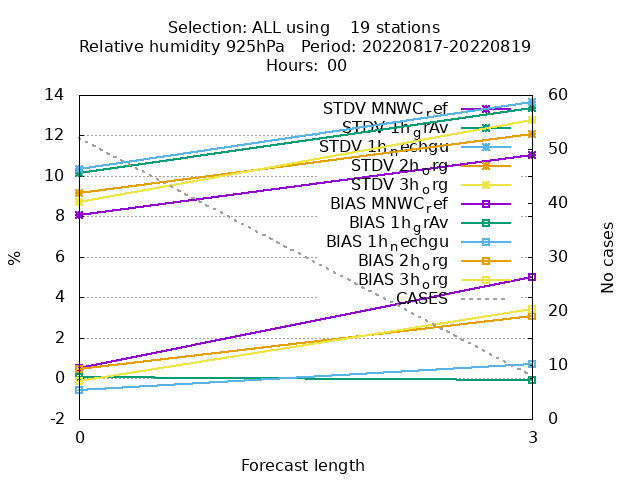 Selection: ALL using    19 stations
Relative humidity 925hPa   Period: 20220817-20220819
Hours: 00
14
12
10
8
6
4
2
0
-2
%
60
50
40
30
20
10
0
No cases
STDV MNWC_ref
STDV 1h_grAv
STDV 1h_nechgu
STDV 2h_org
STDV 3h_org
BIAS MNWC_ref
BIAS 1h_grAv
BIAS 1h_nechgu
BIAS 2h_org
BIAS 3h_org
CASES
0
3
Forecast length